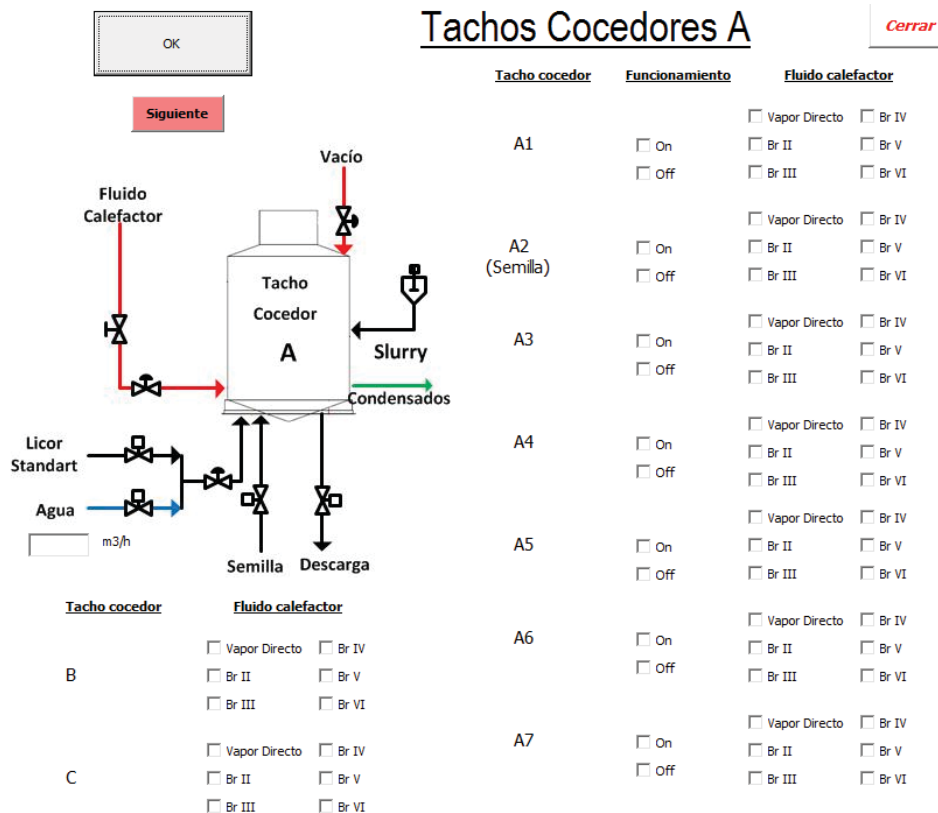 OK
Tachos Cocedores A
Cerrar
Siguiente
Vacío
Fluido
Calefactor
Tacho
Cocedor
A
Slurry
Condensados
Licor
Standart
Agua
m3/h
Semilla
Descarga
Tacho cocedor
Fluido calefactor
B
Vapor Directo
Br IV
Br II
Br V
Br III
Br VI
C
Vapor Directo
Br IV
Br II
Br V
Br III
Br VI
Tacho cocedor
Funcionamiento
Fluido calefactor
A1
On
Off
Vapor Directo
Br IV
Br II
Br V
Br III
Br VI
A2
(Semilla)
On
Off
Vapor Directo
Br IV
Br II
Br V
Br III
Br VI
A3
On
Off
Vapor Directo
Br IV
Br II
Br V
Br III
Br VI
A4
On
Off
Vapor Directo
Br IV
Br II
Br V
Br III
Br VI
A5
On
Off
Vapor Directo
Br IV
Br II
Br V
Br III
Br VI
A6
On
Off
Vapor Directo
Br IV
Br II
Br V
Br III
Br VI
A7
On
Off
Vapor Directo
Br IV
Br II
Br V
Br III
Br VI